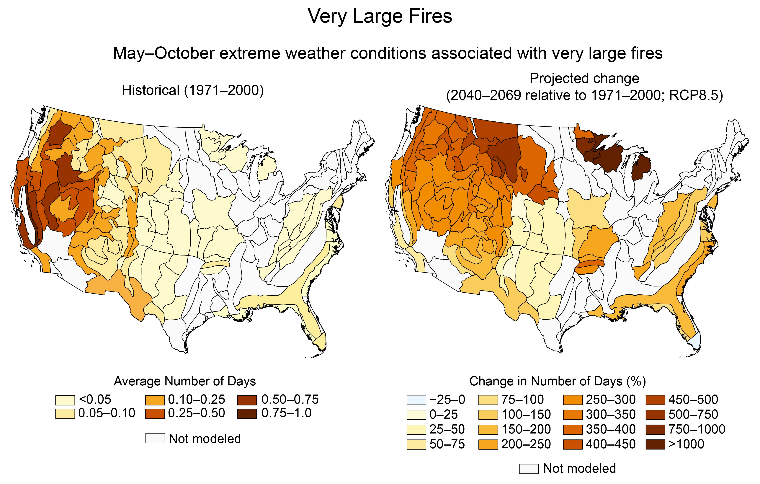 Very Large Fires
May–October extreme weather conditions associated with very large fires
Historical (1971–2000)
Projected change
(2040–2069 relative to 1971–2000; RCP8.5)
Average Number of Days
<0.05
0.10–0.25
0.50–0.75
0.05–0.10
0.25–0.50
0.75–1.0
Not modeled
Change in Number of Days (%)
−25–0
75–100
250–300
450–500
0–25
100–150
300–350
500–750
25–50
150–200
350–400
750–1000
50–75
200–250
400–450
>1000
Not modeled